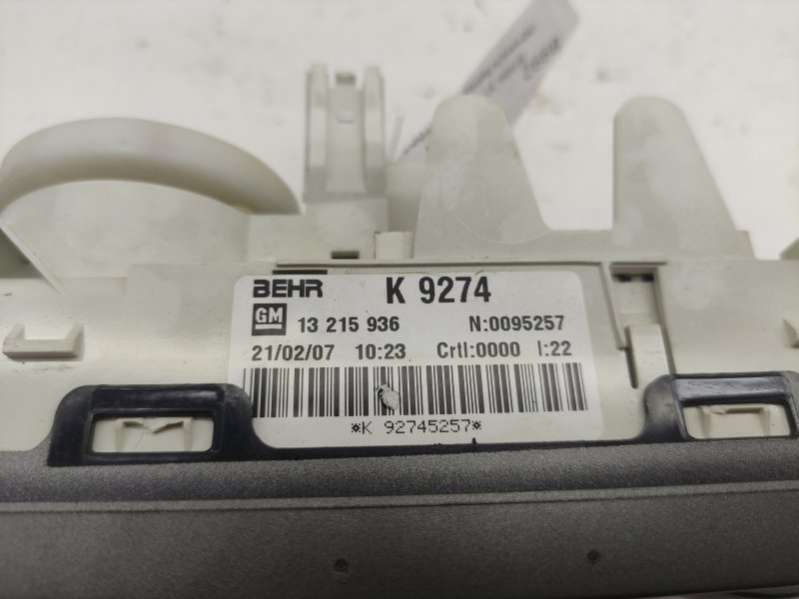 BEHR K 9274
GM 13 215 936 N:0095257
21/02/07 10:23 Crtl:0000 I:22
*K 92745257*